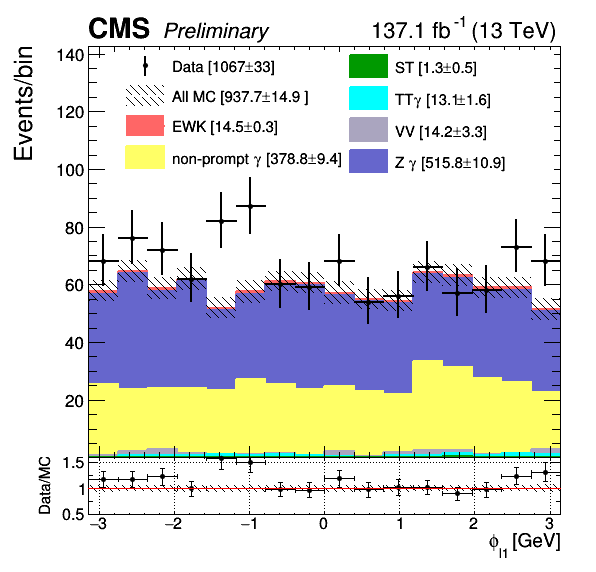 CMS Preliminary 137.1 fb⁻¹ (13 TeV)
Events/bin
140
120
100
80
60
40
20
Data [1067±33]
All MC [937.7±14.9 ]
EWK [14.5±0.3]
non-prompt γ [378.8±9.4]
ST [1.3±0.5]
TTγ [13.1±1.6]
VV [14.2±3.3]
Z γ [515.8±10.9]
Data/MC
1.5
1
0.5
−3 −2 −1 0 1 2 3
ϕ_l1 [GeV]